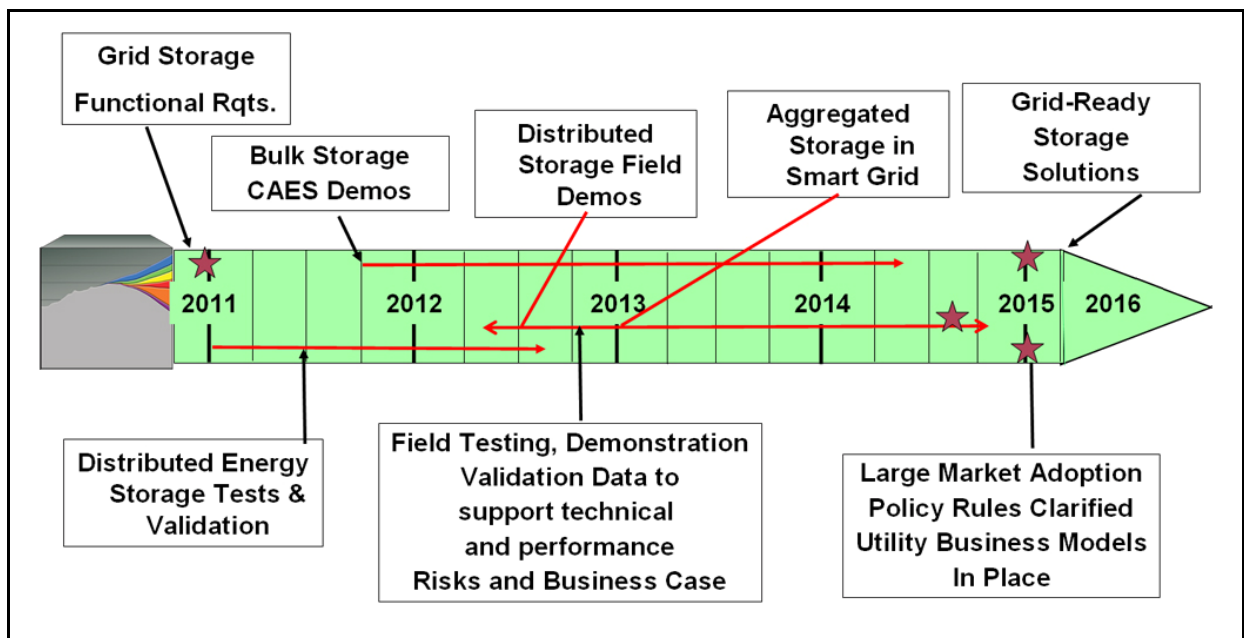 Grid Storage
Functional Rqts.
Bulk Storage
CAES Demos
Distributed
Storage Field
Demos
Aggregated
Storage in
Smart Grid
Grid-Ready
Storage
Solutions
2011
2012
2013
2014
2015
2016
Distributed Energy
Storage Tests &
Validation
Field Testing, Demonstration
Validation Data to
support technical
and performance
Risks and Business Case
Large Market Adoption
Policy Rules Clarified
Utility Business Models
In Place